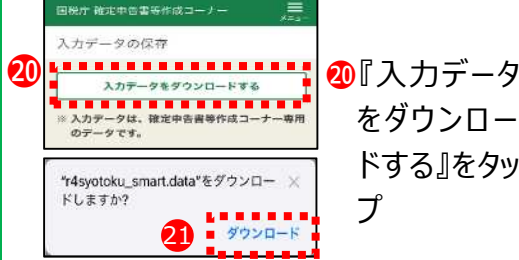 国税庁 確定申告書等作成コーナー
メニュー
入力データの保存
⑳
入力データをダウンロードする
※ 入力データは、確定申告書等作成コーナー専用
のデータです。
"r4syotoku_smart.data"をダウンロー
ドしますか?
㉑
ダウンロード
⑳『入力データ
をダウンロー
ドする』をタッ
プ